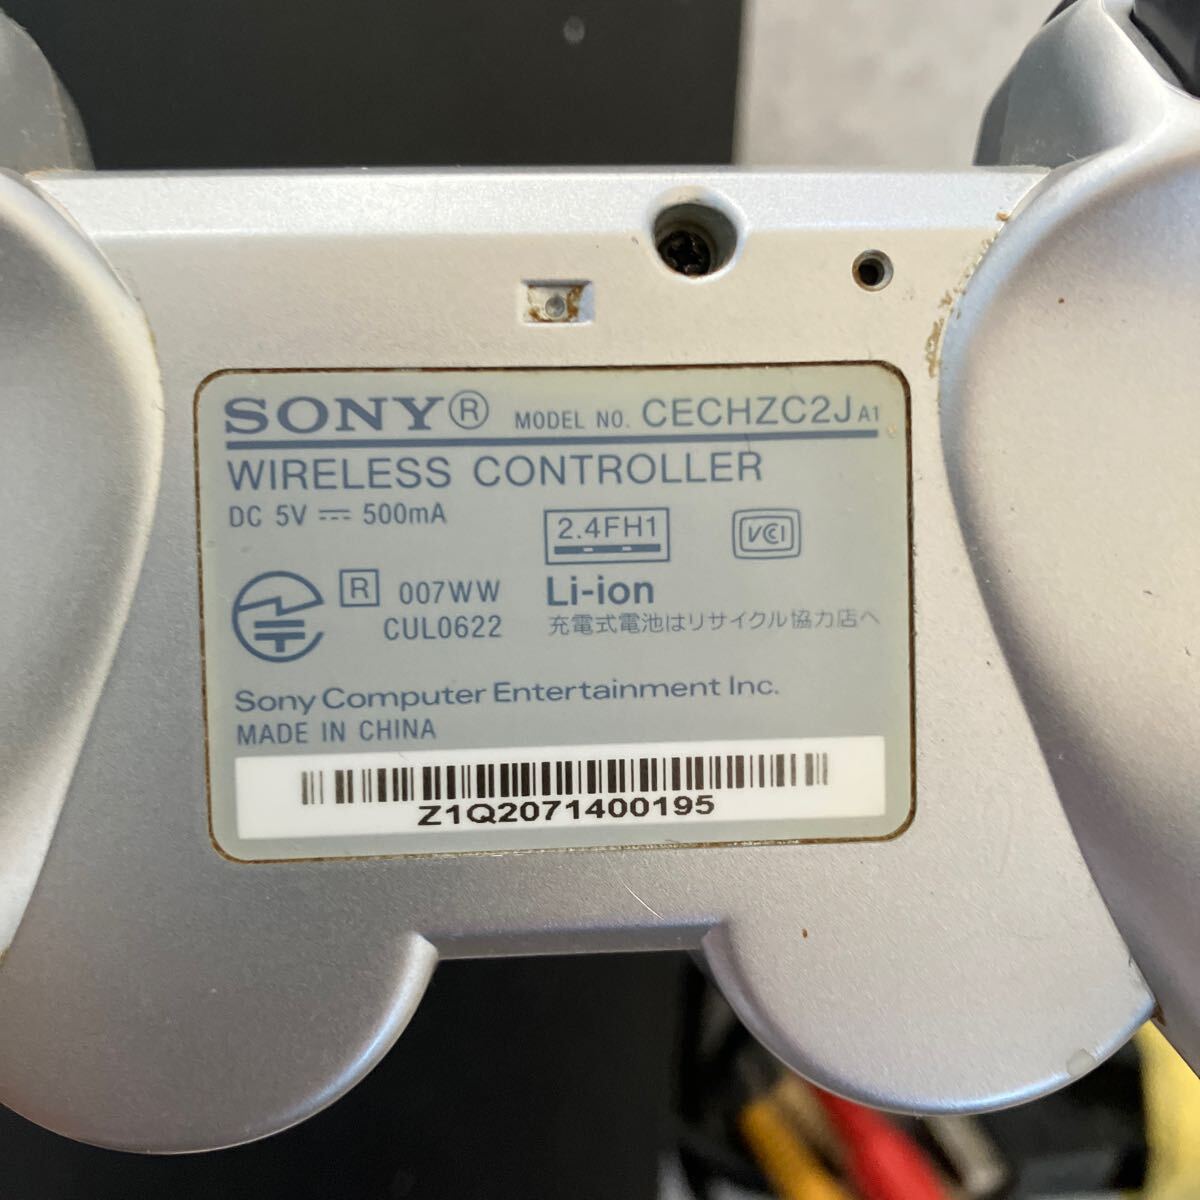 SONY® MODEL NO. CECHZC2J A1
WIRELESS CONTROLLER
DC 5V ⎓ 500mA
2.4FH1
VCCI
R 007WW
CUL0622
Li-ion
充電式電池はリサイクル協力店へ
Sony Computer Entertainment Inc.
MADE IN CHINA
Z1Q2071400195